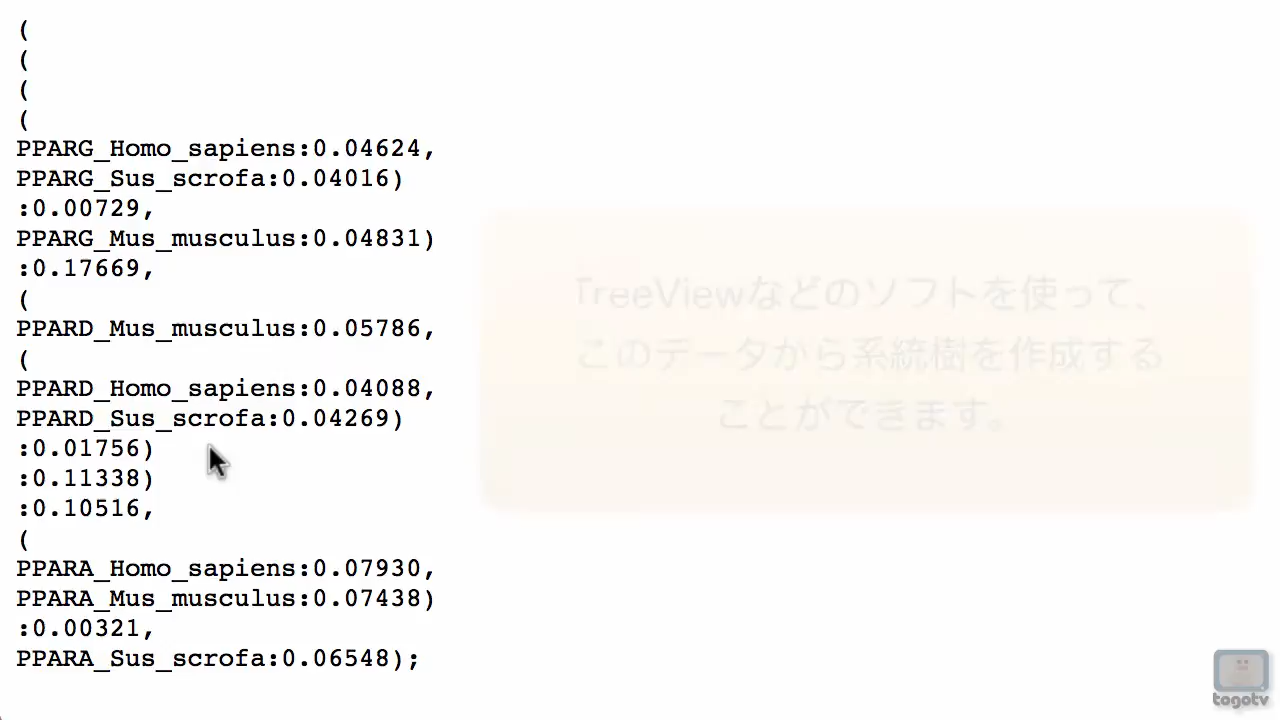 (
(
(
(
PPARG_Homo_sapiens:0.04624,
PPARG_Sus_scrofa:0.04016)
:0.00729,
PPARG_Mus_musculus:0.04831)
:0.17669,
(
PPARD_Mus_musculus:0.05786,
(
PPARD_Homo_sapiens:0.04088,
PPARD_Sus_scrofa:0.04269)
:0.01756)
:0.11338)
:0.10516,
(
PPARA_Homo_sapiens:0.07930,
PPARA_Mus_musculus:0.07438)
:0.00321,
PPARA_Sus_scrofa:0.06548);
TreeViewなどのソフトを使って、
このデータから系統樹を作成する
ことができます。
togotv